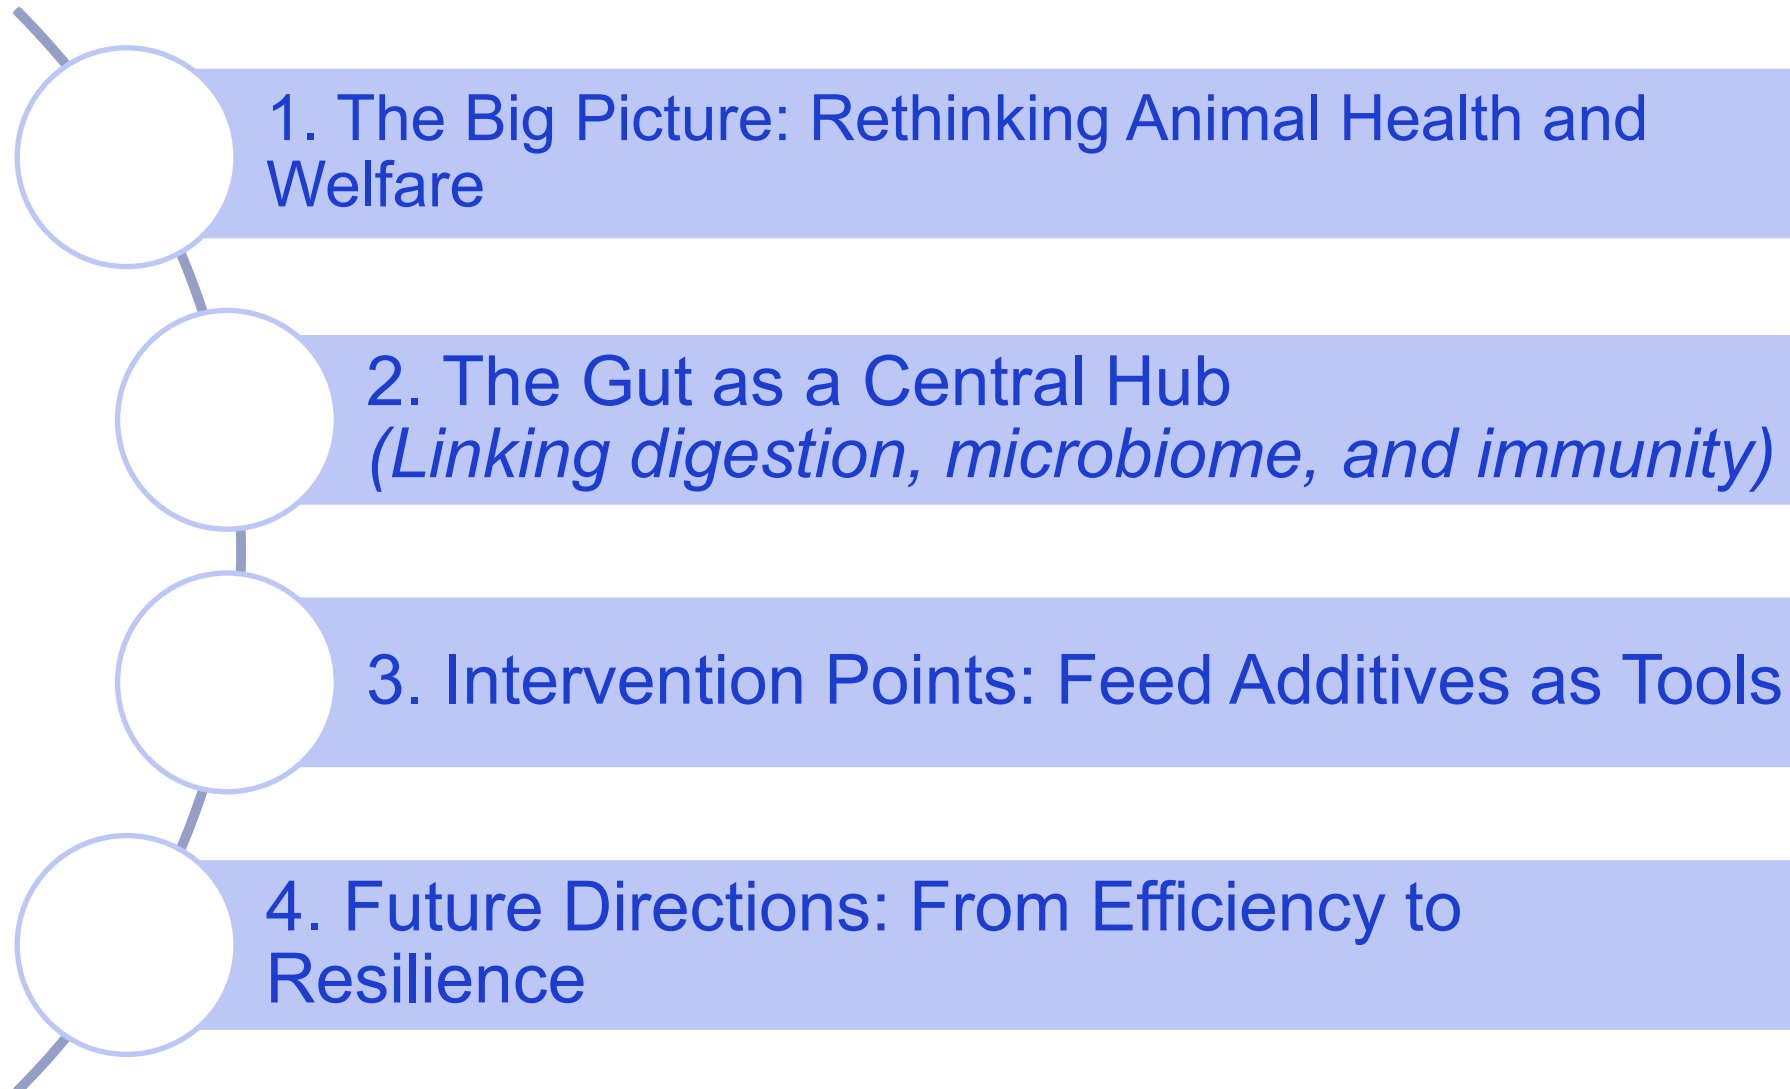 1. The Big Picture: Rethinking Animal Health and
Welfare
2. The Gut as a Central Hub
(Linking digestion, microbiome, and immunity)
3. Intervention Points: Feed Additives as Tools
4. Future Directions: From Efficiency to
Resilience